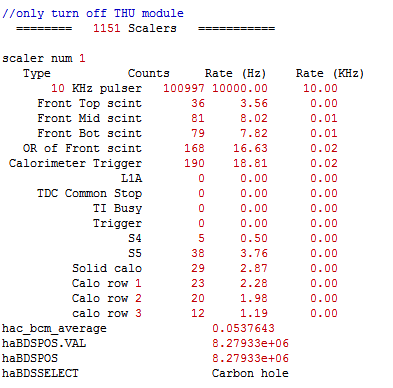 //only turn off THU module
======== 1151 Scalers ===========
scaler num 1
Type Counts Rate (Hz) Rate (KHz)
10 KHz pulser 100997 10000.00 10.00
Front Top scint 36 3.56 0.00
Front Mid scint 81 8.02 0.01
Front Bot scint 79 7.82 0.01
OR of Front scint 168 16.63 0.02
Calorimeter Trigger 190 18.81 0.02
L1A 0 0.00 0.00
TDC Common Stop 0 0.00 0.00
TI Busy 0 0.00 0.00
Trigger 0 0.00 0.00
S4 5 0.50 0.00
S5 38 3.76 0.00
Solid calo 29 2.87 0.00
Calo row 1 23 2.28 0.00
Calo row 2 20 1.98 0.00
calo row 3 12 1.19 0.00
hac_bcm_average 0.0537643
haBDSPOS.VAL 8.27933e+06
haBDSPOS 8.27933e+06
haBDSSELECT Carbon hole